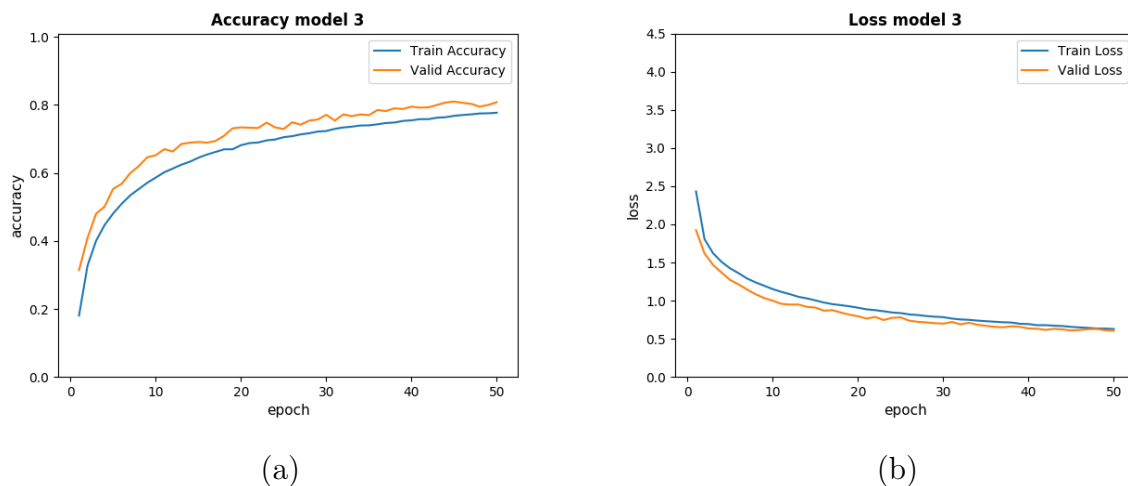 Accuracy model 3
1.0
0.8
0.6
0.4
0.2
0.0
accuracy
Train Accuracy
Valid Accuracy
0 10 20 30 40 50
epoch
(a)
Loss model 3
4.5
4.0
3.5
3.0
2.5
2.0
1.5
1.0
0.5
0.0
loss
Train Loss
Valid Loss
0 10 20 30 40 50
epoch
(b)